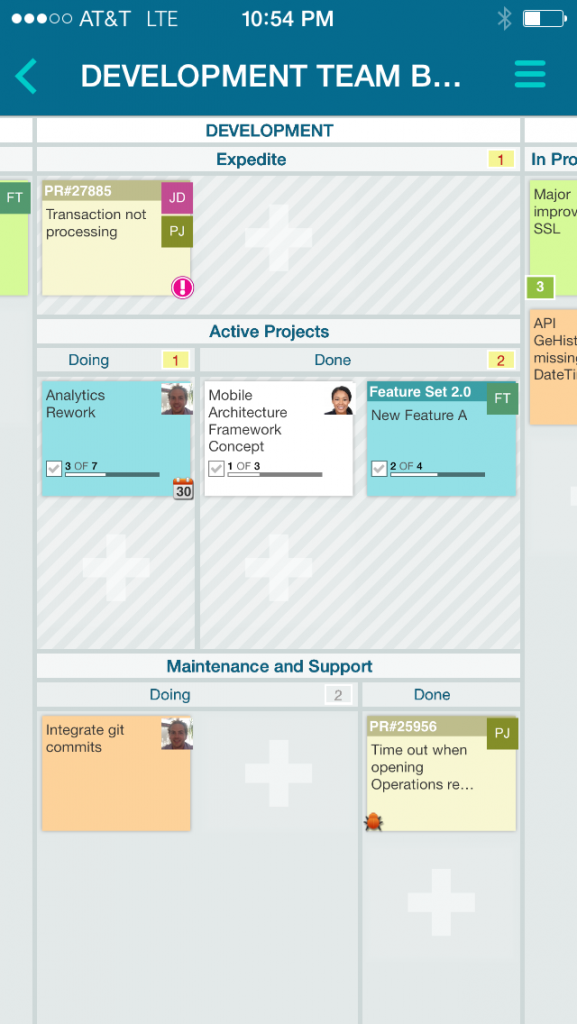 AT&T LTE 10:54 PM
DEVELOPMENT TEAM B...
DEVELOPMENT
Expedite 1
In Pro
FT
PR#27885
JD
Transaction not
processing
PJ
Major
improv
SSL
3
API
GeHist
missing
DateTi
Active Projects
Doing 1
Done 2
Analytics
Rework
3 OF 7
30
Mobile
Architecture
Framework
Concept
1 OF 3
Feature Set 2.0
FT
New Feature A
2 OF 4
Maintenance and Support
Doing 2
Done
Integrate git
commits
PR#25956
PJ
Time out when
opening
Operations re...